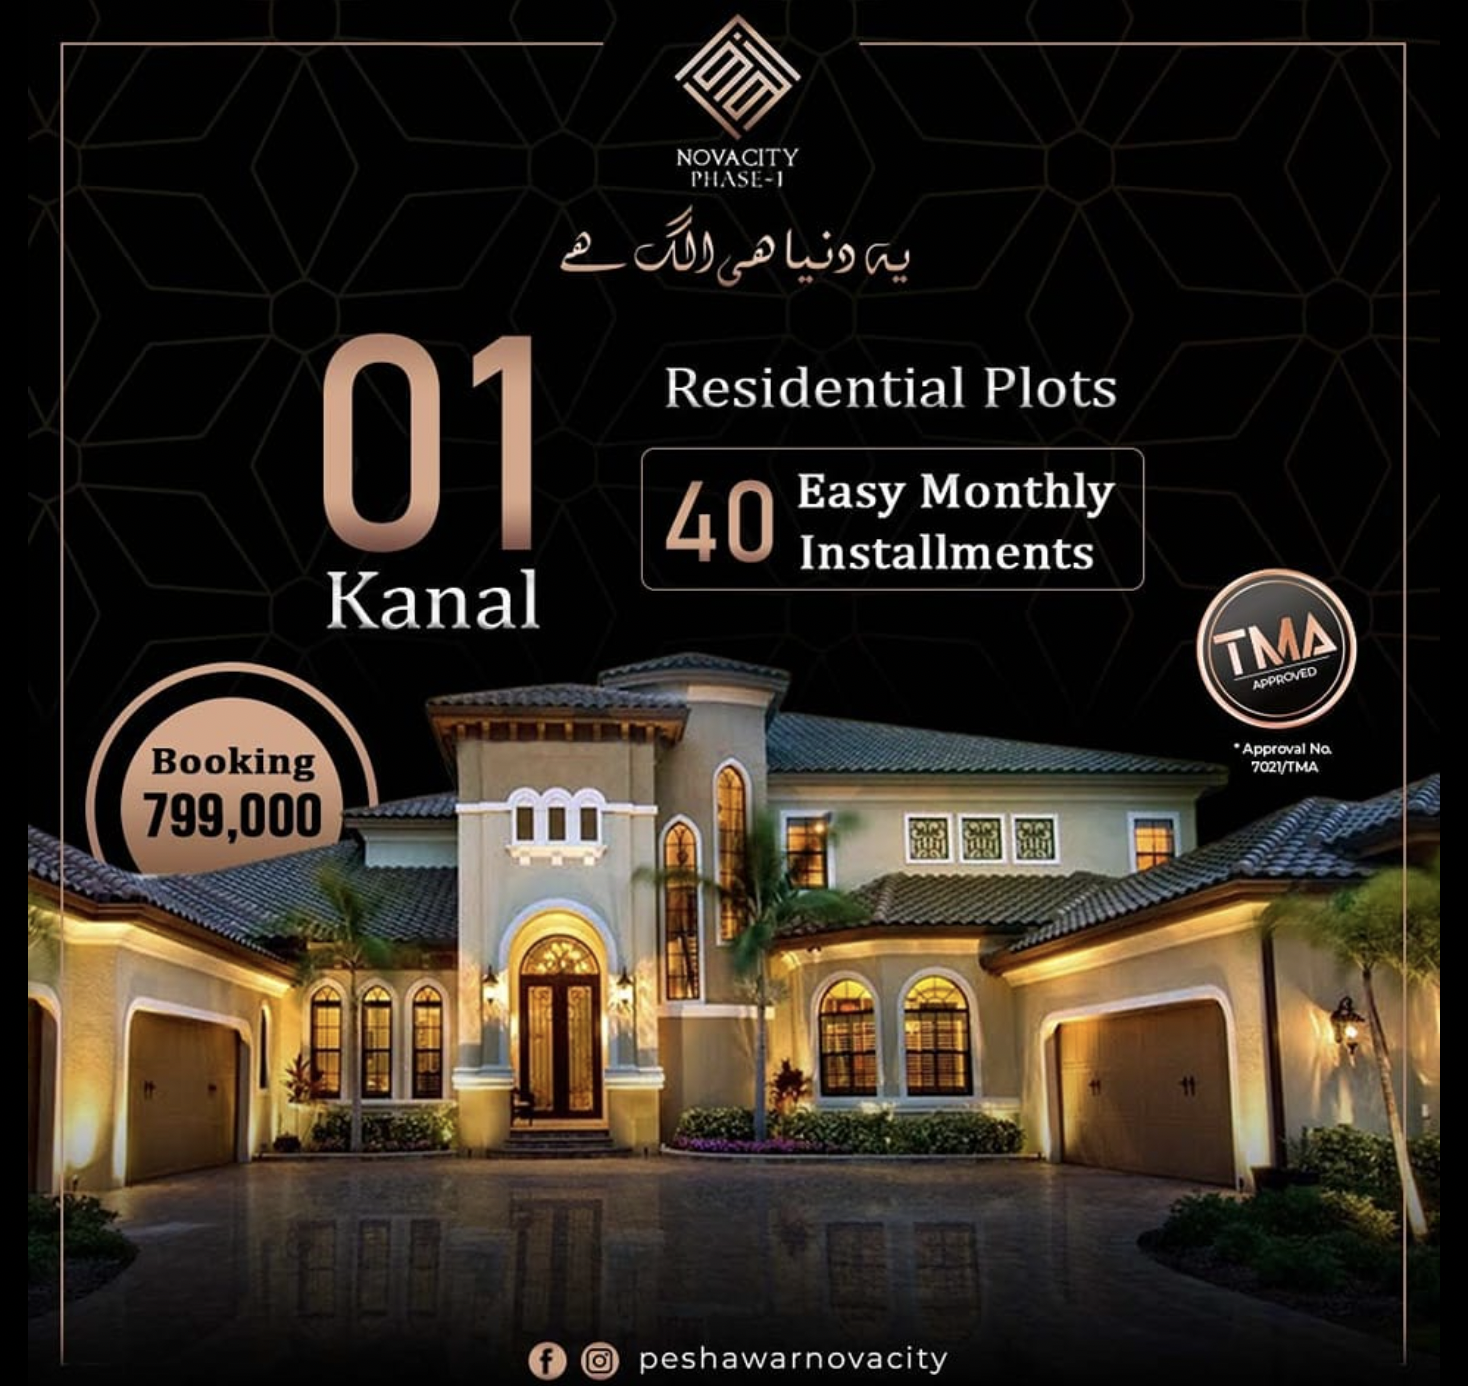 NOVACITY
PHASE-1
یہ دنیا ھی الگ ھے
01
Kanal
Residential Plots
40 Easy Monthly
Installments
TMA
APPROVED
* Approval No.
7021/TMA
Booking
799,000
peshawarnovacity